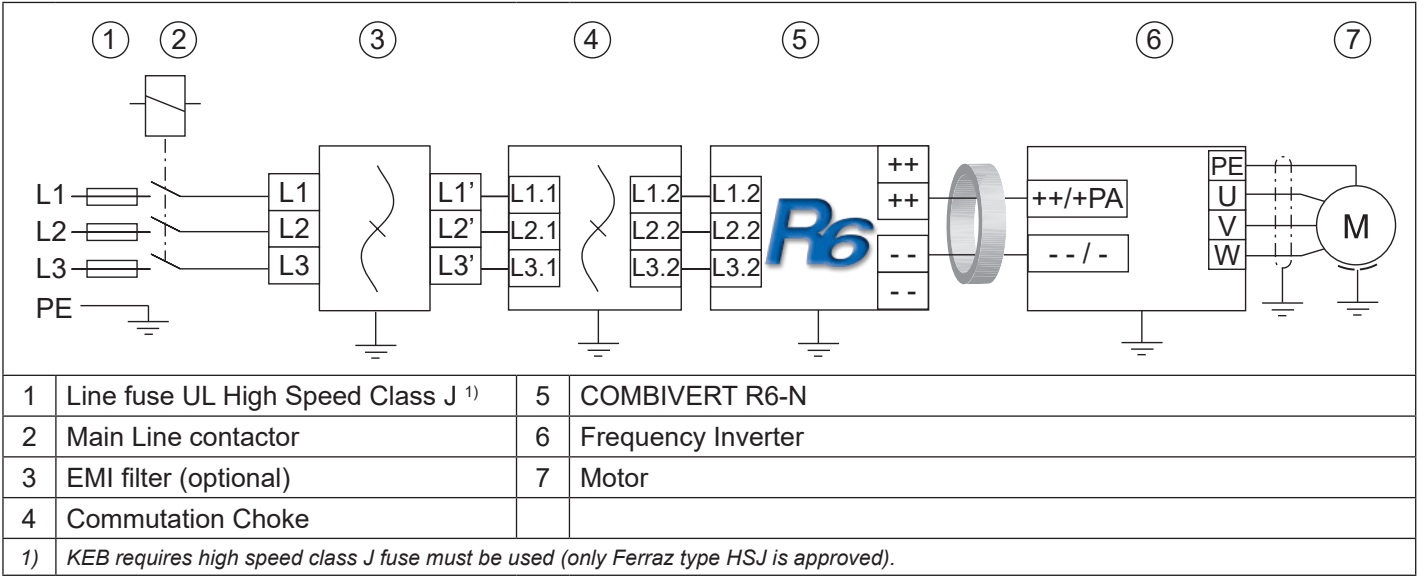 1 2 3 4 5 6 7
L1 L1 L1' L1.1 L1.2 L1.2 ++ PE
L2 L2 L2' L2.1 L2.2 L2.2 R6 ++ ++/+PA U M
L3 L3 L3' L3.1 L3.2 L3.2 - - - - / - V
PE - - W
1 Line fuse UL High Speed Class J 1) 5 COMBIVERT R6-N
2 Main Line contactor 6 Frequency Inverter
3 EMI filter (optional) 7 Motor
4 Commutation Choke
1) KEB requires high speed class J fuse must be used (only Ferraz type HSJ is approved).